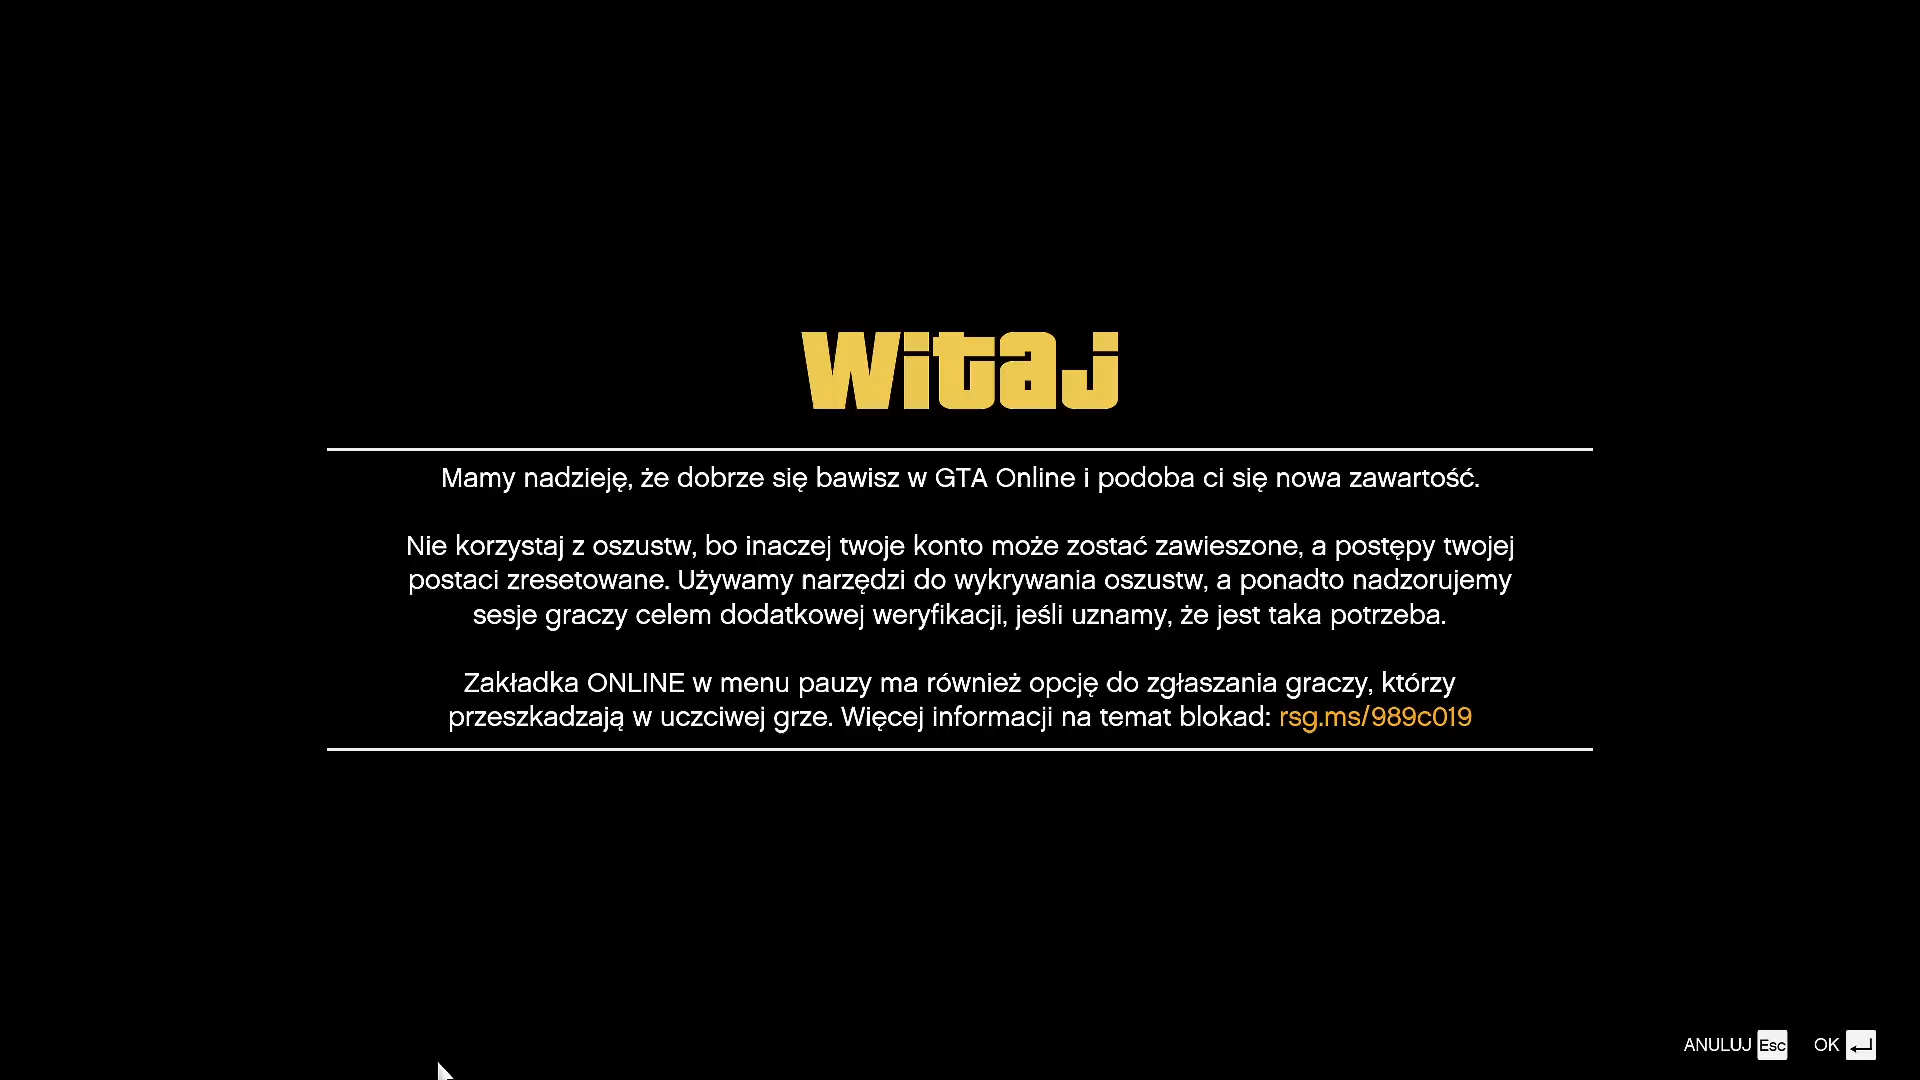 Witaj
Mamy nadzieję, że dobrze się bawisz w GTA Online i podoba ci się nowa zawartość.
Nie korzystaj z oszustw, bo inaczej twoje konto może zostać zawieszone, a postępy twojej
postaci zresetowane. Używamy narzędzi do wykrywania oszustw, a ponadto nadzorujemy
sesje graczy celem dodatkowej weryfikacji, jeśli uznamy, że jest taka potrzeba.
Zakładka ONLINE w menu pauzy ma również opcję do zgłaszania graczy, którzy
przeszkadzają w uczciwej grze. Więcej informacji na temat blokad: rsg.ms/989c019
ANULUJ Esc OK